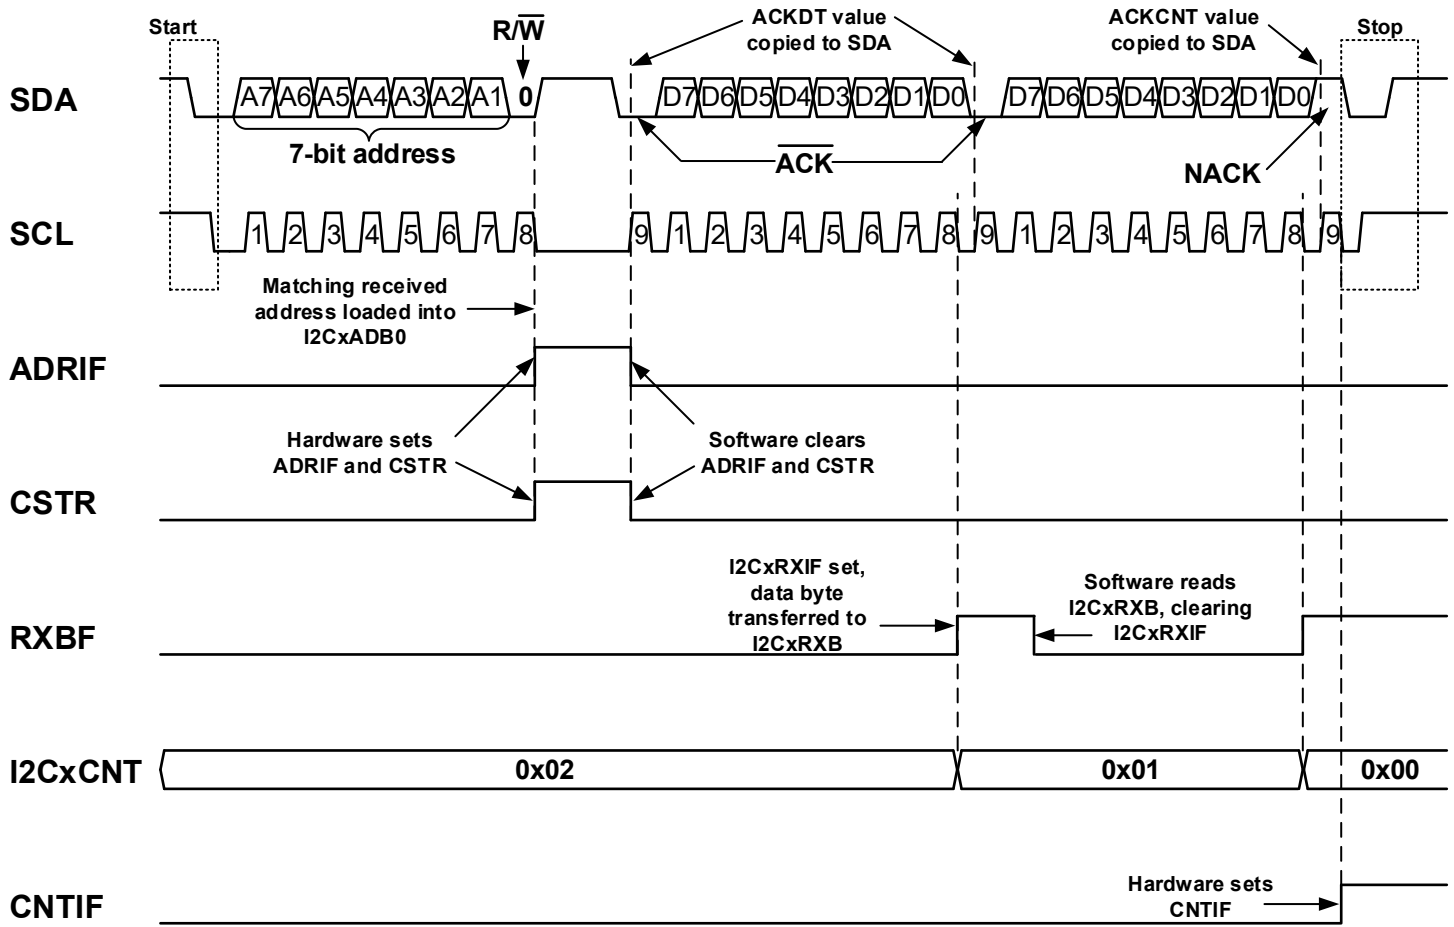 Start
R/W
ACKDT value
copied to SDA
ACKCNT value
copied to SDA
Stop
SDA
A7 A6 A5 A4 A3 A2 A1 0 D7 D6 D5 D4 D3 D2 D1 D0 D7 D6 D5 D4 D3 D2 D1 D0
7-bit address
ACK
NACK
SCL
1 2 3 4 5 6 7 8 9 1 2 3 4 5 6 7 8 9 1 2 3 4 5 6 7 8 9
Matching received
address loaded into
I2CxADB0
ADRIF
Hardware sets
ADRIF and CSTR
Software clears
ADRIF and CSTR
CSTR
I2CxRXIF set,
data byte
transferred to
I2CxRXB
Software reads
I2CxRXB, clearing
I2CxRXIF
RXBF
I2CxCNT
0x02
0x01
0x00
Hardware sets
CNTIF
CNTIF